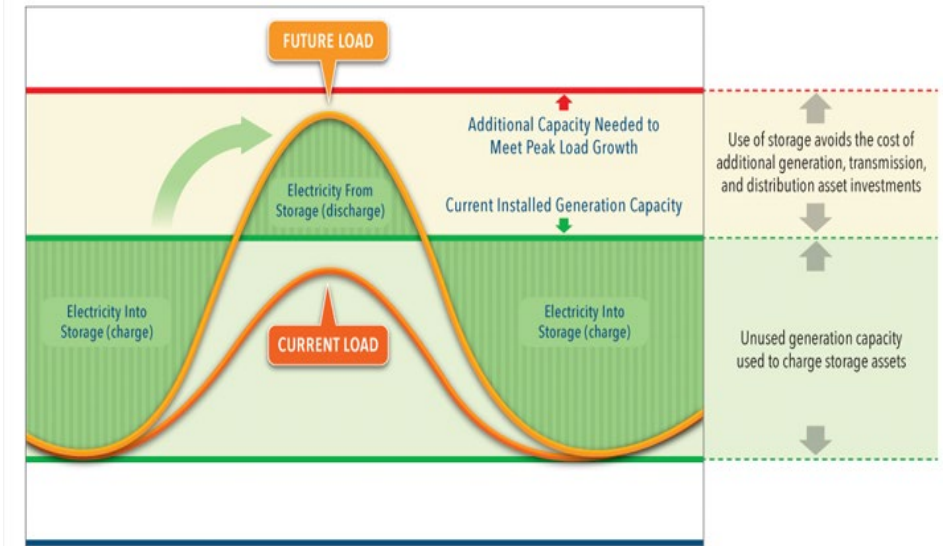 FUTURE LOAD
Additional Capacity Needed to
Meet Peak Load Growth
Use of storage avoids the cost of
additional generation, transmission,
and distribution asset investments
Electricity From
Storage (discharge)
Current Installed Generation Capacity
Electricity Into
Storage (charge)
CURRENT LOAD
Electricity Into
Storage (charge)
Unused generation capacity
used to charge storage assets